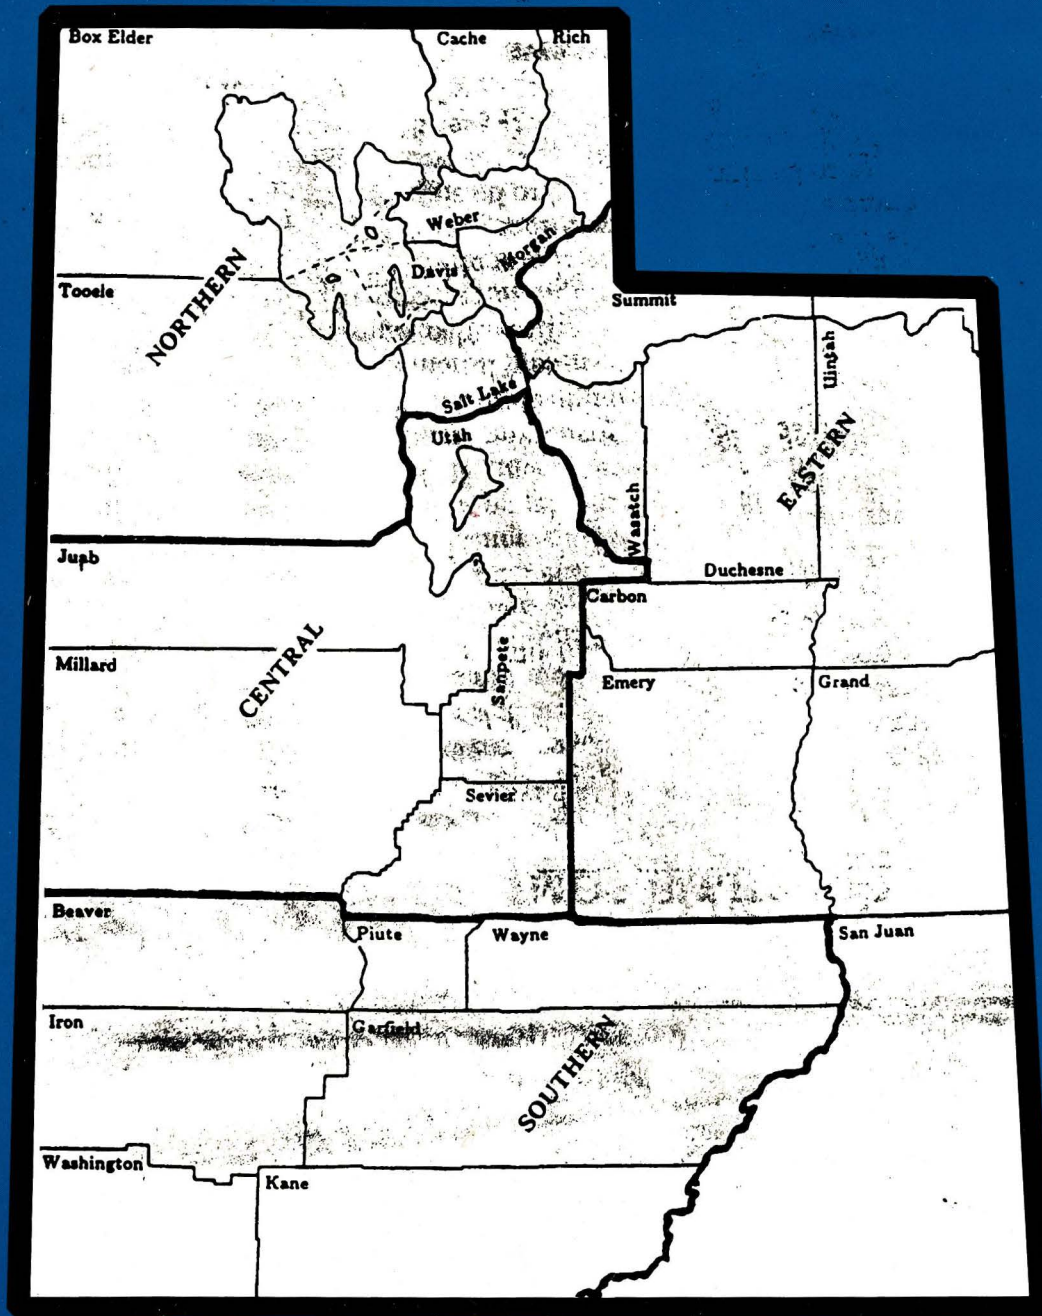 Box Elder
Cache
Rich
Weber
Morgan
Davis
Tooele
NORTHERN
Summit
Uintah
Salt Lake
Utah
EASTERN
Wasatch
Juab
Duchesne
Carbon
CENTRAL
Sanpete
Millard
Emery
Grand
Sevier
Beaver
Piute
Wayne
San Juan
Iron
Garfield
SOUTHERN
Washington
Kane